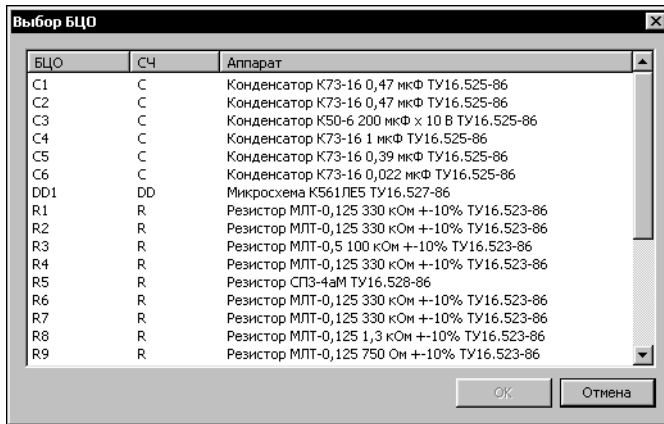 Выбор БЦО
БЦО СЧ Аппарат
C1 C Конденсатор К73-16 0,47 мкФ ТУ16.525-86
C2 C Конденсатор К73-16 0,47 мкФ ТУ16.525-86
C3 C Конденсатор К50-6 200 мкФ x 10 В ТУ16.525-86
C4 C Конденсатор К73-16 1 мкФ ТУ16.525-86
C5 C Конденсатор К73-16 0,39 мкФ ТУ16.525-86
C6 C Конденсатор К73-16 0,022 мкФ ТУ16.525-86
DD1 DD Микросхема К561ЛЕ5 ТУ16.527-86
R1 R Резистор МЛТ-0,125 330 кОм +-10% ТУ16.523-86
R2 R Резистор МЛТ-0,125 330 кОм +-10% ТУ16.523-86
R3 R Резистор МЛТ-0,5 100 кОм +-10% ТУ16.523-86
R4 R Резистор МЛТ-0,125 330 кОм +-10% ТУ16.523-86
R5 R Резистор СП3-4аМ ТУ16.528-86
R6 R Резистор МЛТ-0,125 330 кОм +-10% ТУ16.523-86
R7 R Резистор МЛТ-0,125 330 кОм +-10% ТУ16.523-86
R8 R Резистор МЛТ-0,125 1,3 кОм +-10% ТУ16.523-86
R9 R Резистор МЛТ-0,125 750 Ом +-10% ТУ16.523-86
OK Отмена